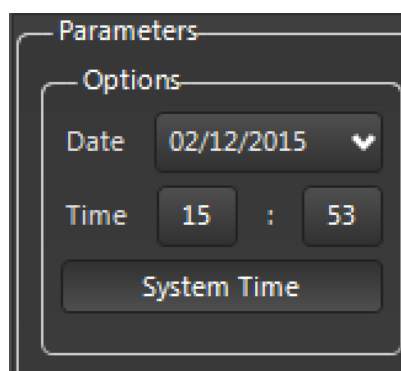 Parameters
Options
Date 02/12/2015
Time 15 : 53
System Time